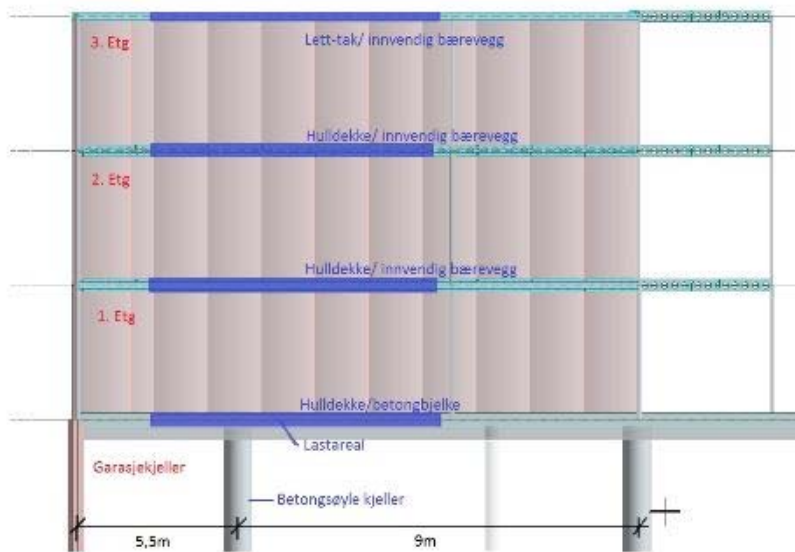 3. Etg
Lett-tak/ innvendig bærevegg
Hulldekke/ innvendig bærevegg
2. Etg
Hulldekke/ innvendig bærevegg
1. Etg
Hulldekke/betongbjelke
Lastareal
Garasjekjeller
Betongsøyle kjeller
5,5m
9m